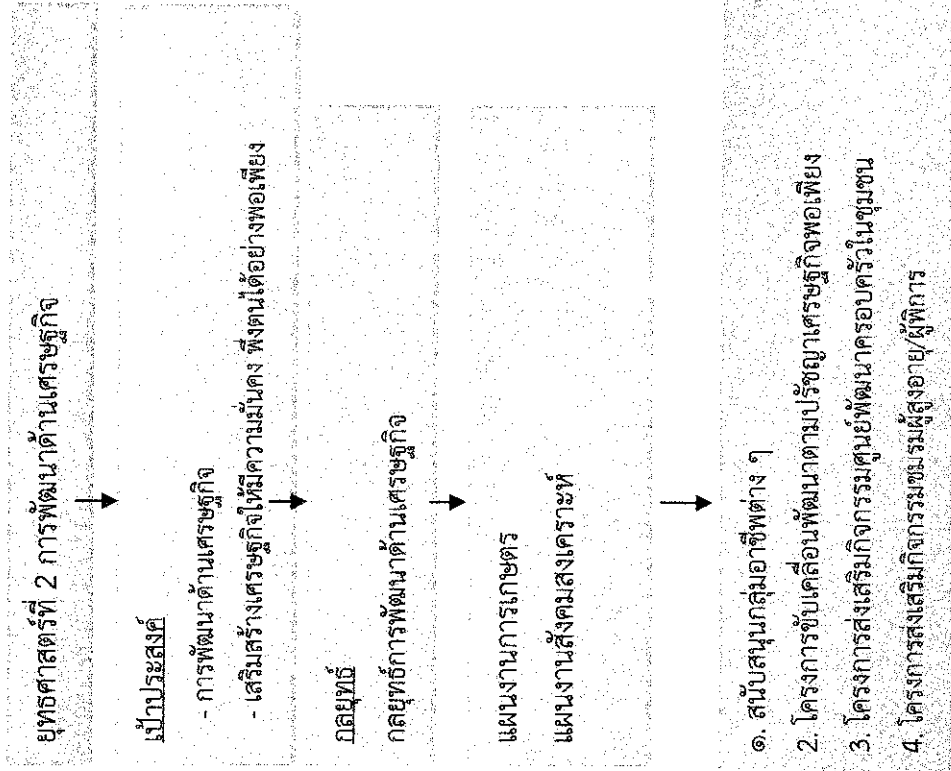 ยุทธศาสตร์ที่ 2 การพัฒนาด้านเศรษฐกิจ
เป้าประสงค์
- การพัฒนาด้านเศรษฐกิจ
- เสริมสร้างเศรษฐกิจให้มีความมั่นคง พึ่งตนได้อย่างพอเพียง
กลยุทธ์
กลยุทธ์การพัฒนาด้านเศรษฐกิจ
แผนงานการเกษตร
แผนงานสังคมสงเคราะห์
๑. สนับสนุนกลุ่มอาชีพต่าง ๆ
2. โครงการขับเคลื่อนพัฒนาตามปรัชญาเศรษฐกิจพอเพียง
3. โครงการส่งเสริมกิจกรรมศูนย์พัฒนาครอบครัวในชุมชน
4. โครงการส่งเสริมกิจกรรมชมรมผู้สูงอายุ/ผู้พิการ